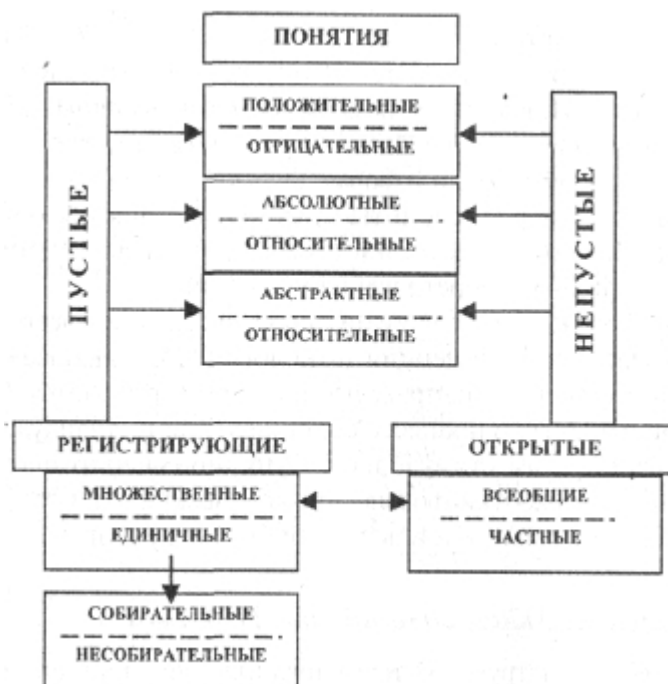 ПОНЯТИЯ
ПОЛОЖИТЕЛЬНЫЕ
ОТРИЦАТЕЛЬНЫЕ
АБСОЛЮТНЫЕ
ОТНОСИТЕЛЬНЫЕ
АБСТРАКТНЫЕ
ОТНОСИТЕЛЬНЫЕ
ПУСТЫЕ
НЕПУСТЫЕ
РЕГИСТРИРУЮЩИЕ
ОТКРЫТЫЕ
МНОЖЕСТВЕННЫЕ
ЕДИНИЧНЫЕ
ВСЕОБЩИЕ
ЧАСТНЫЕ
СОБИРАТЕЛЬНЫЕ
НЕСОБИРАТЕЛЬНЫЕ